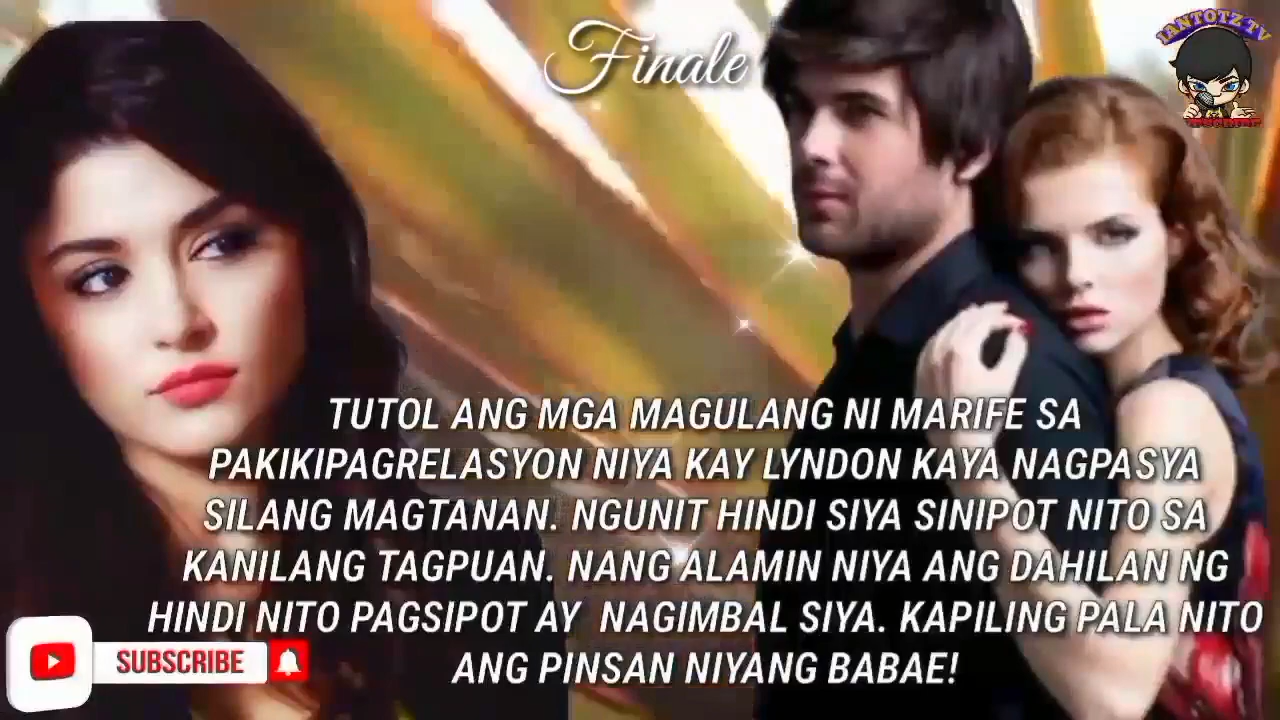 Finale
IANTOTZ TV
TUTOL ANG MGA MAGULANG NI MARIFE SA
PAKIKIPAGRELASYON NIYA KAY LYNDON KAYA NAGPASYA
SILANG MAGTANAN. NGUNIT HINDI SIYA SINIPOT NITO SA
KANILANG TAGPUAN. NANG ALAMIN NIYA ANG DAHILAN NG
HINDI NITO PAGSIPOT AY NAGIMBAL SIYA. KAPILING PALA NITO
ANG PINSAN NIYANG BABAE!
SUBSCRIBE